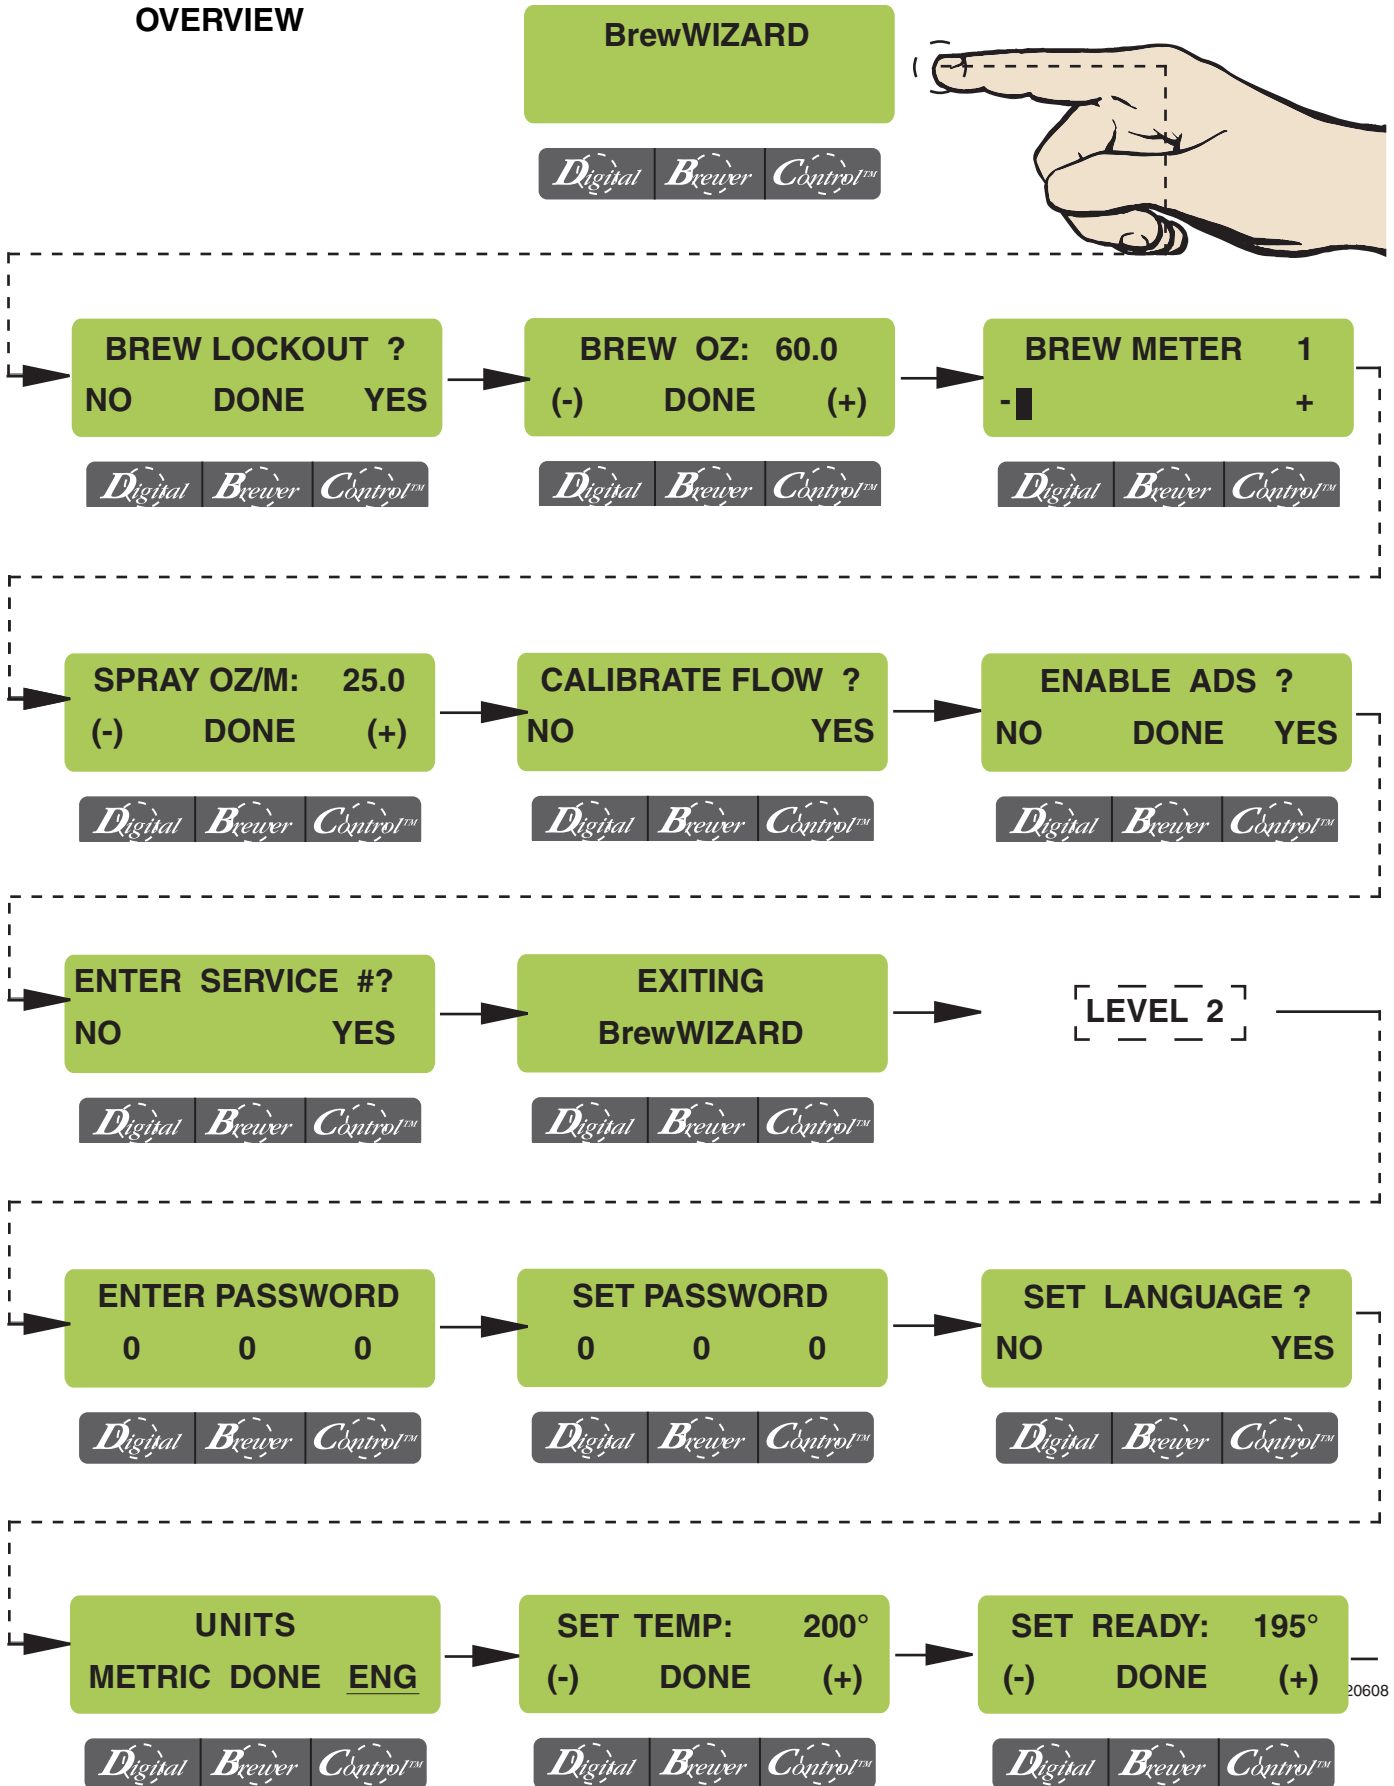 OVERVIEW
BrewWIZARD
Digital Brewer Control™
BREW LOCKOUT ?
NO DONE YES
Digital Brewer Control™
BREW OZ: 60.0
(-) DONE (+)
Digital Brewer Control™
BREW METER 1
- +
Digital Brewer Control™
SPRAY OZ/M: 25.0
(-) DONE (+)
Digital Brewer Control™
CALIBRATE FLOW ?
NO YES
Digital Brewer Control™
ENABLE ADS ?
NO DONE YES
Digital Brewer Control™
ENTER SERVICE #?
NO YES
Digital Brewer Control™
EXITING
BrewWIZARD
Digital Brewer Control™
LEVEL 2
ENTER PASSWORD
0 0 0
Digital Brewer Control™
SET PASSWORD
0 0 0
Digital Brewer Control™
SET LANGUAGE ?
NO YES
Digital Brewer Control™
UNITS
METRIC DONE ENG
Digital Brewer Control™
SET TEMP: 200°
(-) DONE (+)
Digital Brewer Control™
SET READY: 195°
(-) DONE (+)
Digital Brewer Control™
20608